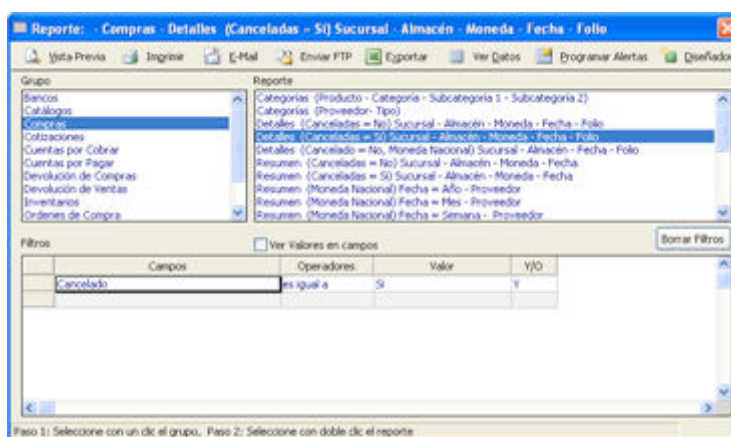 Reporte: - Compras - Detalles (Canceladas = Si) Sucursal - Almacén - Moneda - Fecha - Folio
Vista Previa Imprimir E-Mail Enviar FTP Exportar Ver Datos Programar Alertas Diseñador
Grupo Reporte
Bancos
Catálogos
Compras
Cotizaciones
Cuentas por Cobrar
Cuentas por Pagar
Devolución de Compras
Devolución de Ventas
Inventarios
Ordenes de Compra
Categorias (Producto - Categoria - Subcategoria 1 - Subcategoria 2)
Categorias (Proveedor- Tipo)
Detalles (Canceladas = No) Sucursal - Almacén - Moneda - Fecha - Folio
Detalles (Canceladas = Si) Sucursal - Almacén - Moneda - Fecha - Folio
Detalles (Cancelado = No, Moneda Nacional) Sucursal - Almacén - Fecha - Folio
Resumen (Canceladas = No) Sucursal - Almacén - Moneda - Fecha
Resumen (Canceladas = Si) Sucursal - Almacén - Moneda - Fecha
Resumen (Moneda Nacional) Fecha = Año - Proveedor
Resumen (Moneda Nacional) Fecha = Mes - Proveedor
Resumen (Moneda Nacional) Fecha = Semana - Proveedor
Filtros Ver Valores en campos Borrar Filtros
Campos Operadores Valor Y/O
Cancelado es igual a Si Y
Paso 1: Seleccione con un clic el grupo, Paso 2: Seleccione con doble clic el reporte